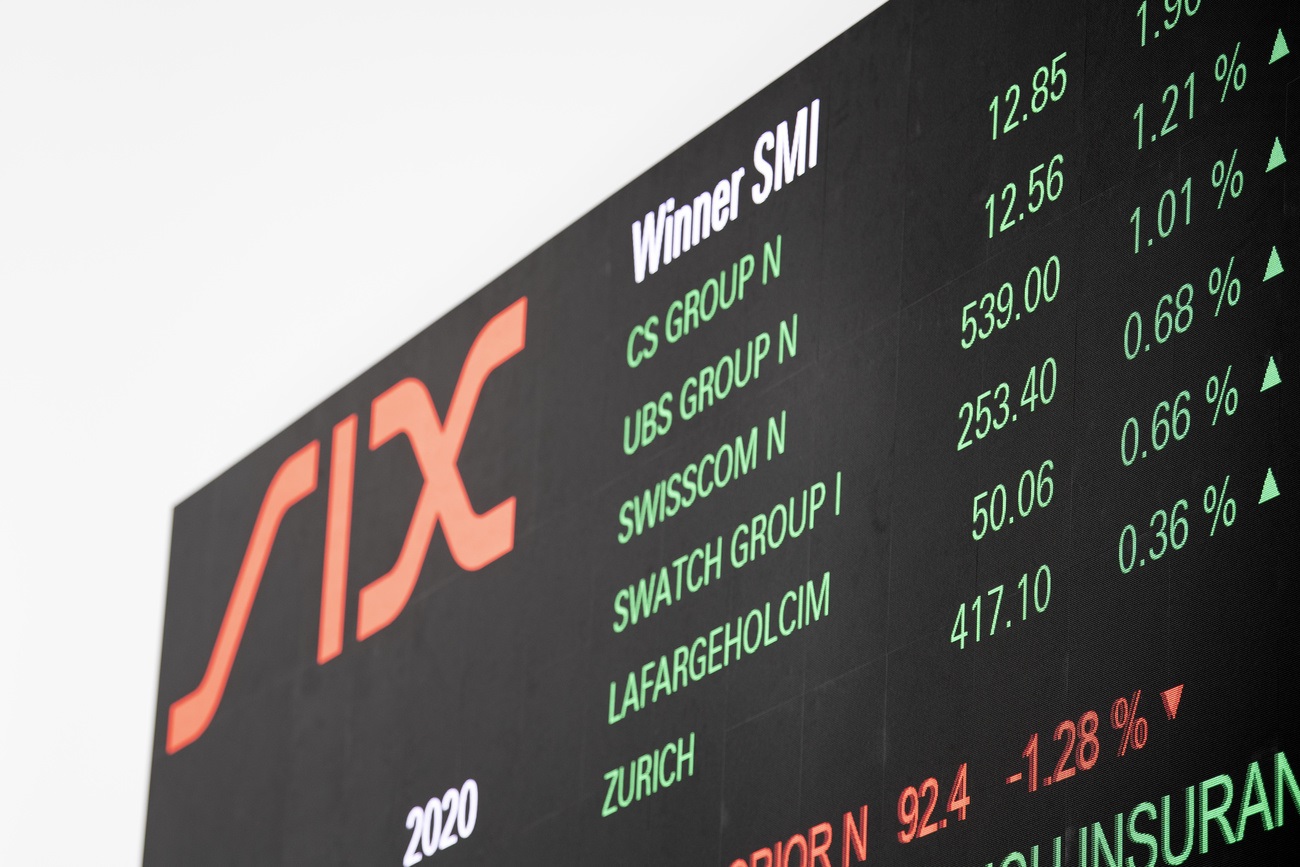 SIX
Winner SMI
CS GROUP N 12.85
UBS GROUP N 12.56 1.21 % ▲
SWISSCOM N 539.00 1.01 % ▲
SWATCH GROUP I 253.40 0.68 % ▲
LAFARGEHOLCIM 50.06 0.66 % ▲
ZURICH 417.10 0.36 % ▲
2020
N 92.4 -1.28 % ▼